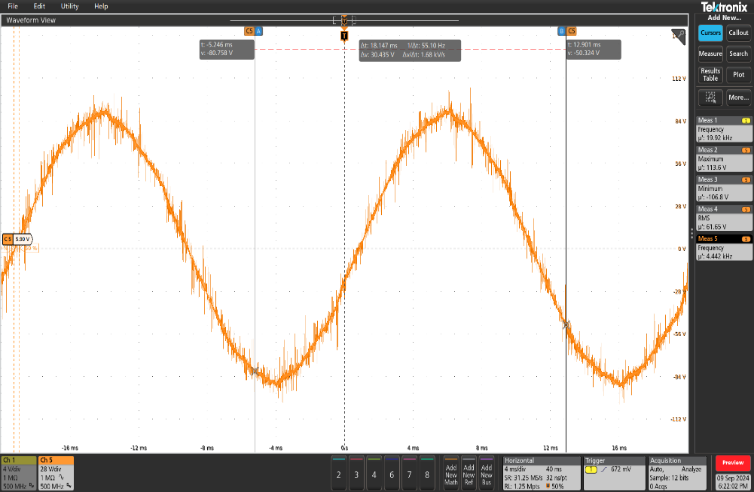 File Edit Utility Help
Tektronix
Waveform View
Add New...
Cursors Callout
Measure Search
Results Table Plot
More...
C5 A
t: -5.246 ms
v: -80.750 V
Δt: 18.147 ms 1/Δt: 55.10 Hz
Δv: 30.435 V Δv/Δt: 1.68 kV/s
B C5
t: 12.901 ms
v: -50.324 V
112 V
84 V
56 V
28 V
0 V
-28 V
-56 V
-84 V
-112 V
C5 5.00 V
Meas 1
Frequency
µ': 19.92 kHz
Meas 2
Maximum
µ': 113.6 V
Meas 3
Minimum
µ': -106.8 V
Meas 4
RMS
µ': 61.65 V
Meas 5
Frequency
µ': 4.442 kHz
-16 ms -12 ms -8 ms -4 ms 0 s 4 ms 8 ms 12 ms 16 ms
Ch 1
4 V/div
1 MΩ
500 MHz
Ch 5
28 V/div
1 MΩ
500 MHz
2 3 4 6 7 8
Add New Math
Add New Ref
Add New Bus
Horizontal
4 ms/div 40 ms
SR: 31.25 MS/s 32 ns/pt
RL: 1.25 Mpts 50%
Trigger
1 672 mV
Acquisition
Auto, Analyze
Sample: 12 bits
0 Acqs
Preview
09 Sep 2024
6:22:02 PM